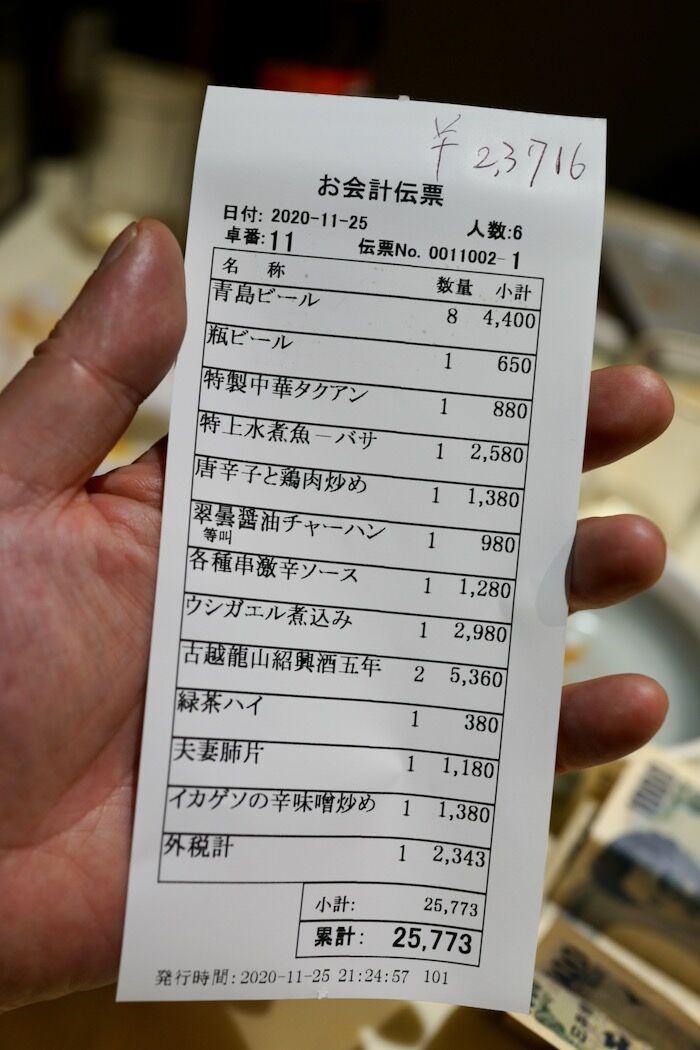 ¥ 23,716
お会計伝票
日付: 2020-11-25 人数:6
卓番:11 伝票No. 0011002-1
名 称 数量 小計
青島ビール 8 4,400
瓶ビール 1 650
特製中華タクアン 1 880
特上水煮魚－バサ 1 2,580
唐辛子と鶏肉炒め 1 1,380
翠曇醤油チャーハン 1 980
等叫
各種串激辛ソース 1 1,280
ウシガエル煮込み 1 2,980
古越龍山紹興酒五年 2 5,360
緑茶ハイ 1 380
夫妻肺片 1 1,180
イカゲソの辛味噌炒め 1 1,380
外税計 1 2,343
小計: 25,773
累計: 25,773
発行時間:2020-11-25 21:24:57 101